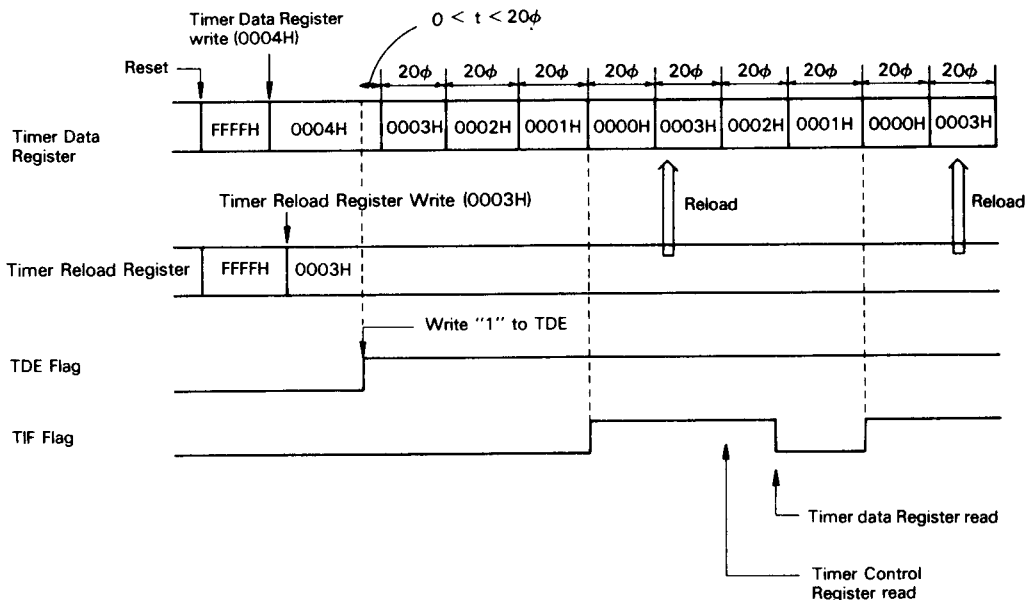 Timer Data Register
write (0004H)
0 < t < 20φ
Reset
20φ 20φ 20φ 20φ 20φ 20φ 20φ 20φ 20φ
Timer Data
Register
FFFFH 0004H 0003H 0002H 0001H 0000H 0003H 0002H 0001H 0000H 0003H
Timer Reload Register Write (0003H)
Reload
Reload
Timer Reload Register
FFFFH 0003H
Write "1" to TDE
TDE Flag
TIF Flag
Timer data Register read
Timer Control
Register read